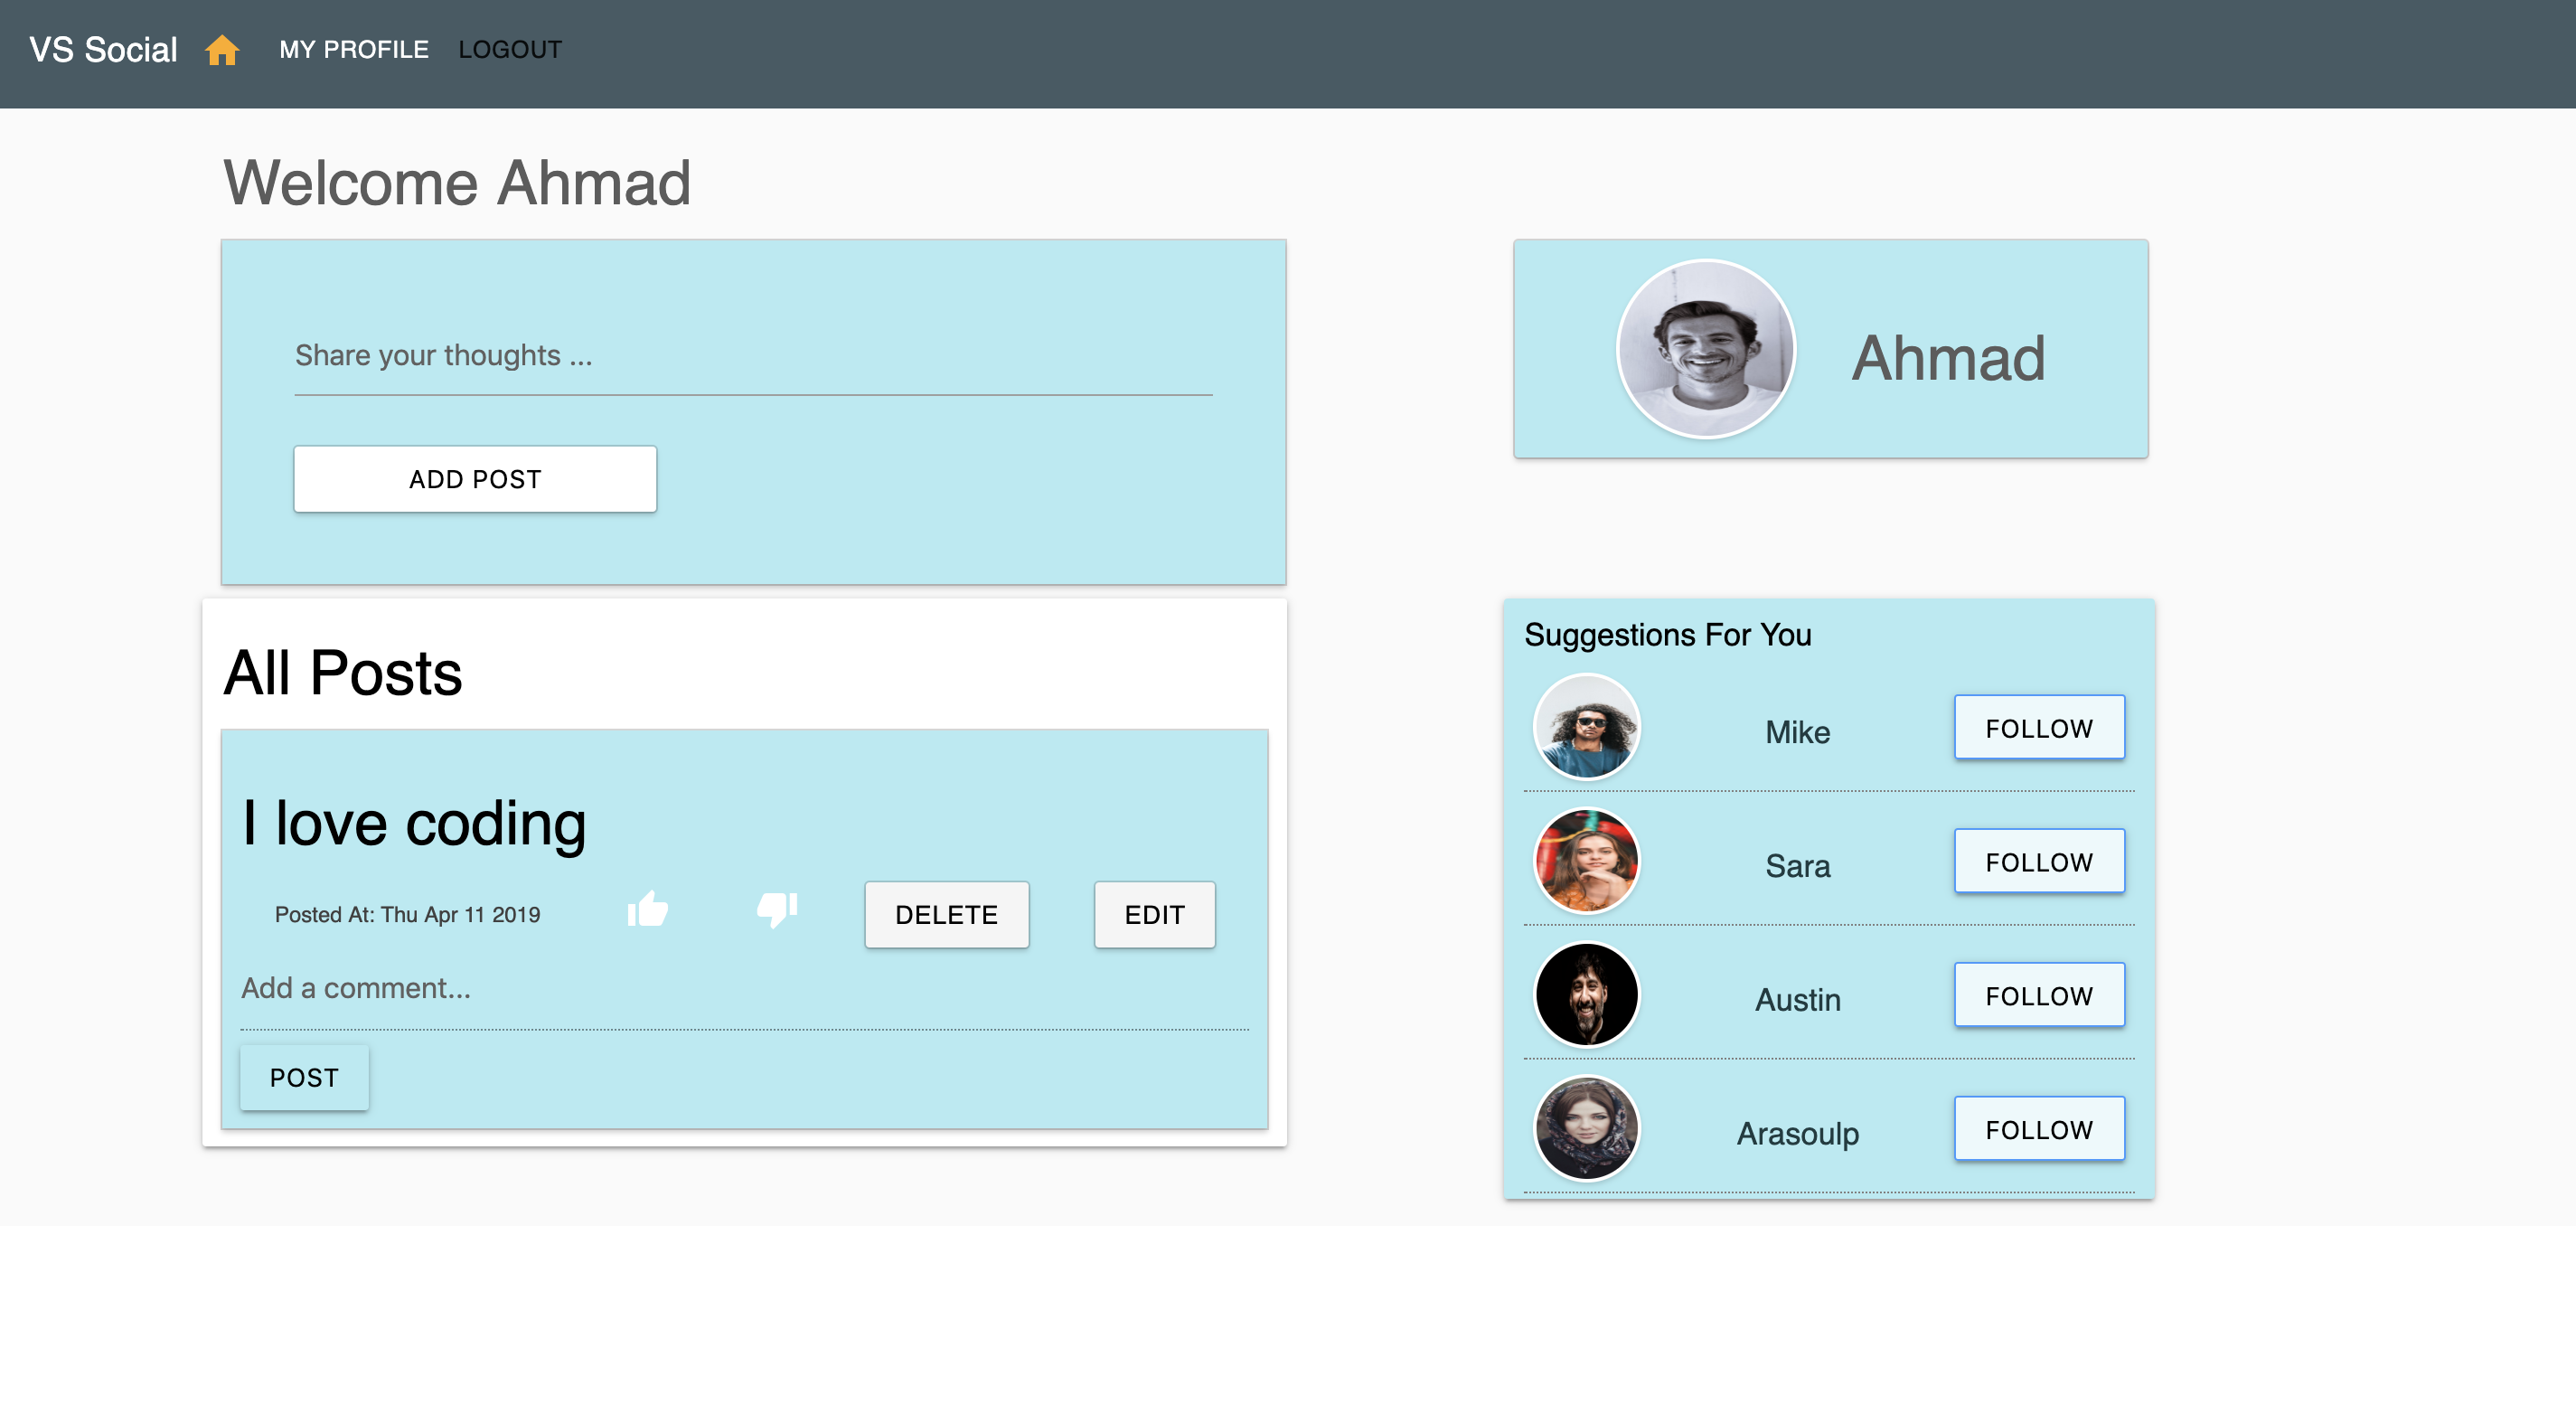 VS Social MY PROFILE LOGOUT
Welcome Ahmad
Share your thoughts ...
ADD POST
Ahmad
All Posts
I love coding
Posted At: Thu Apr 11 2019 DELETE EDIT
Add a comment...
POST
Suggestions For You
Mike FOLLOW
Sara FOLLOW
Austin FOLLOW
Arasoulp FOLLOW